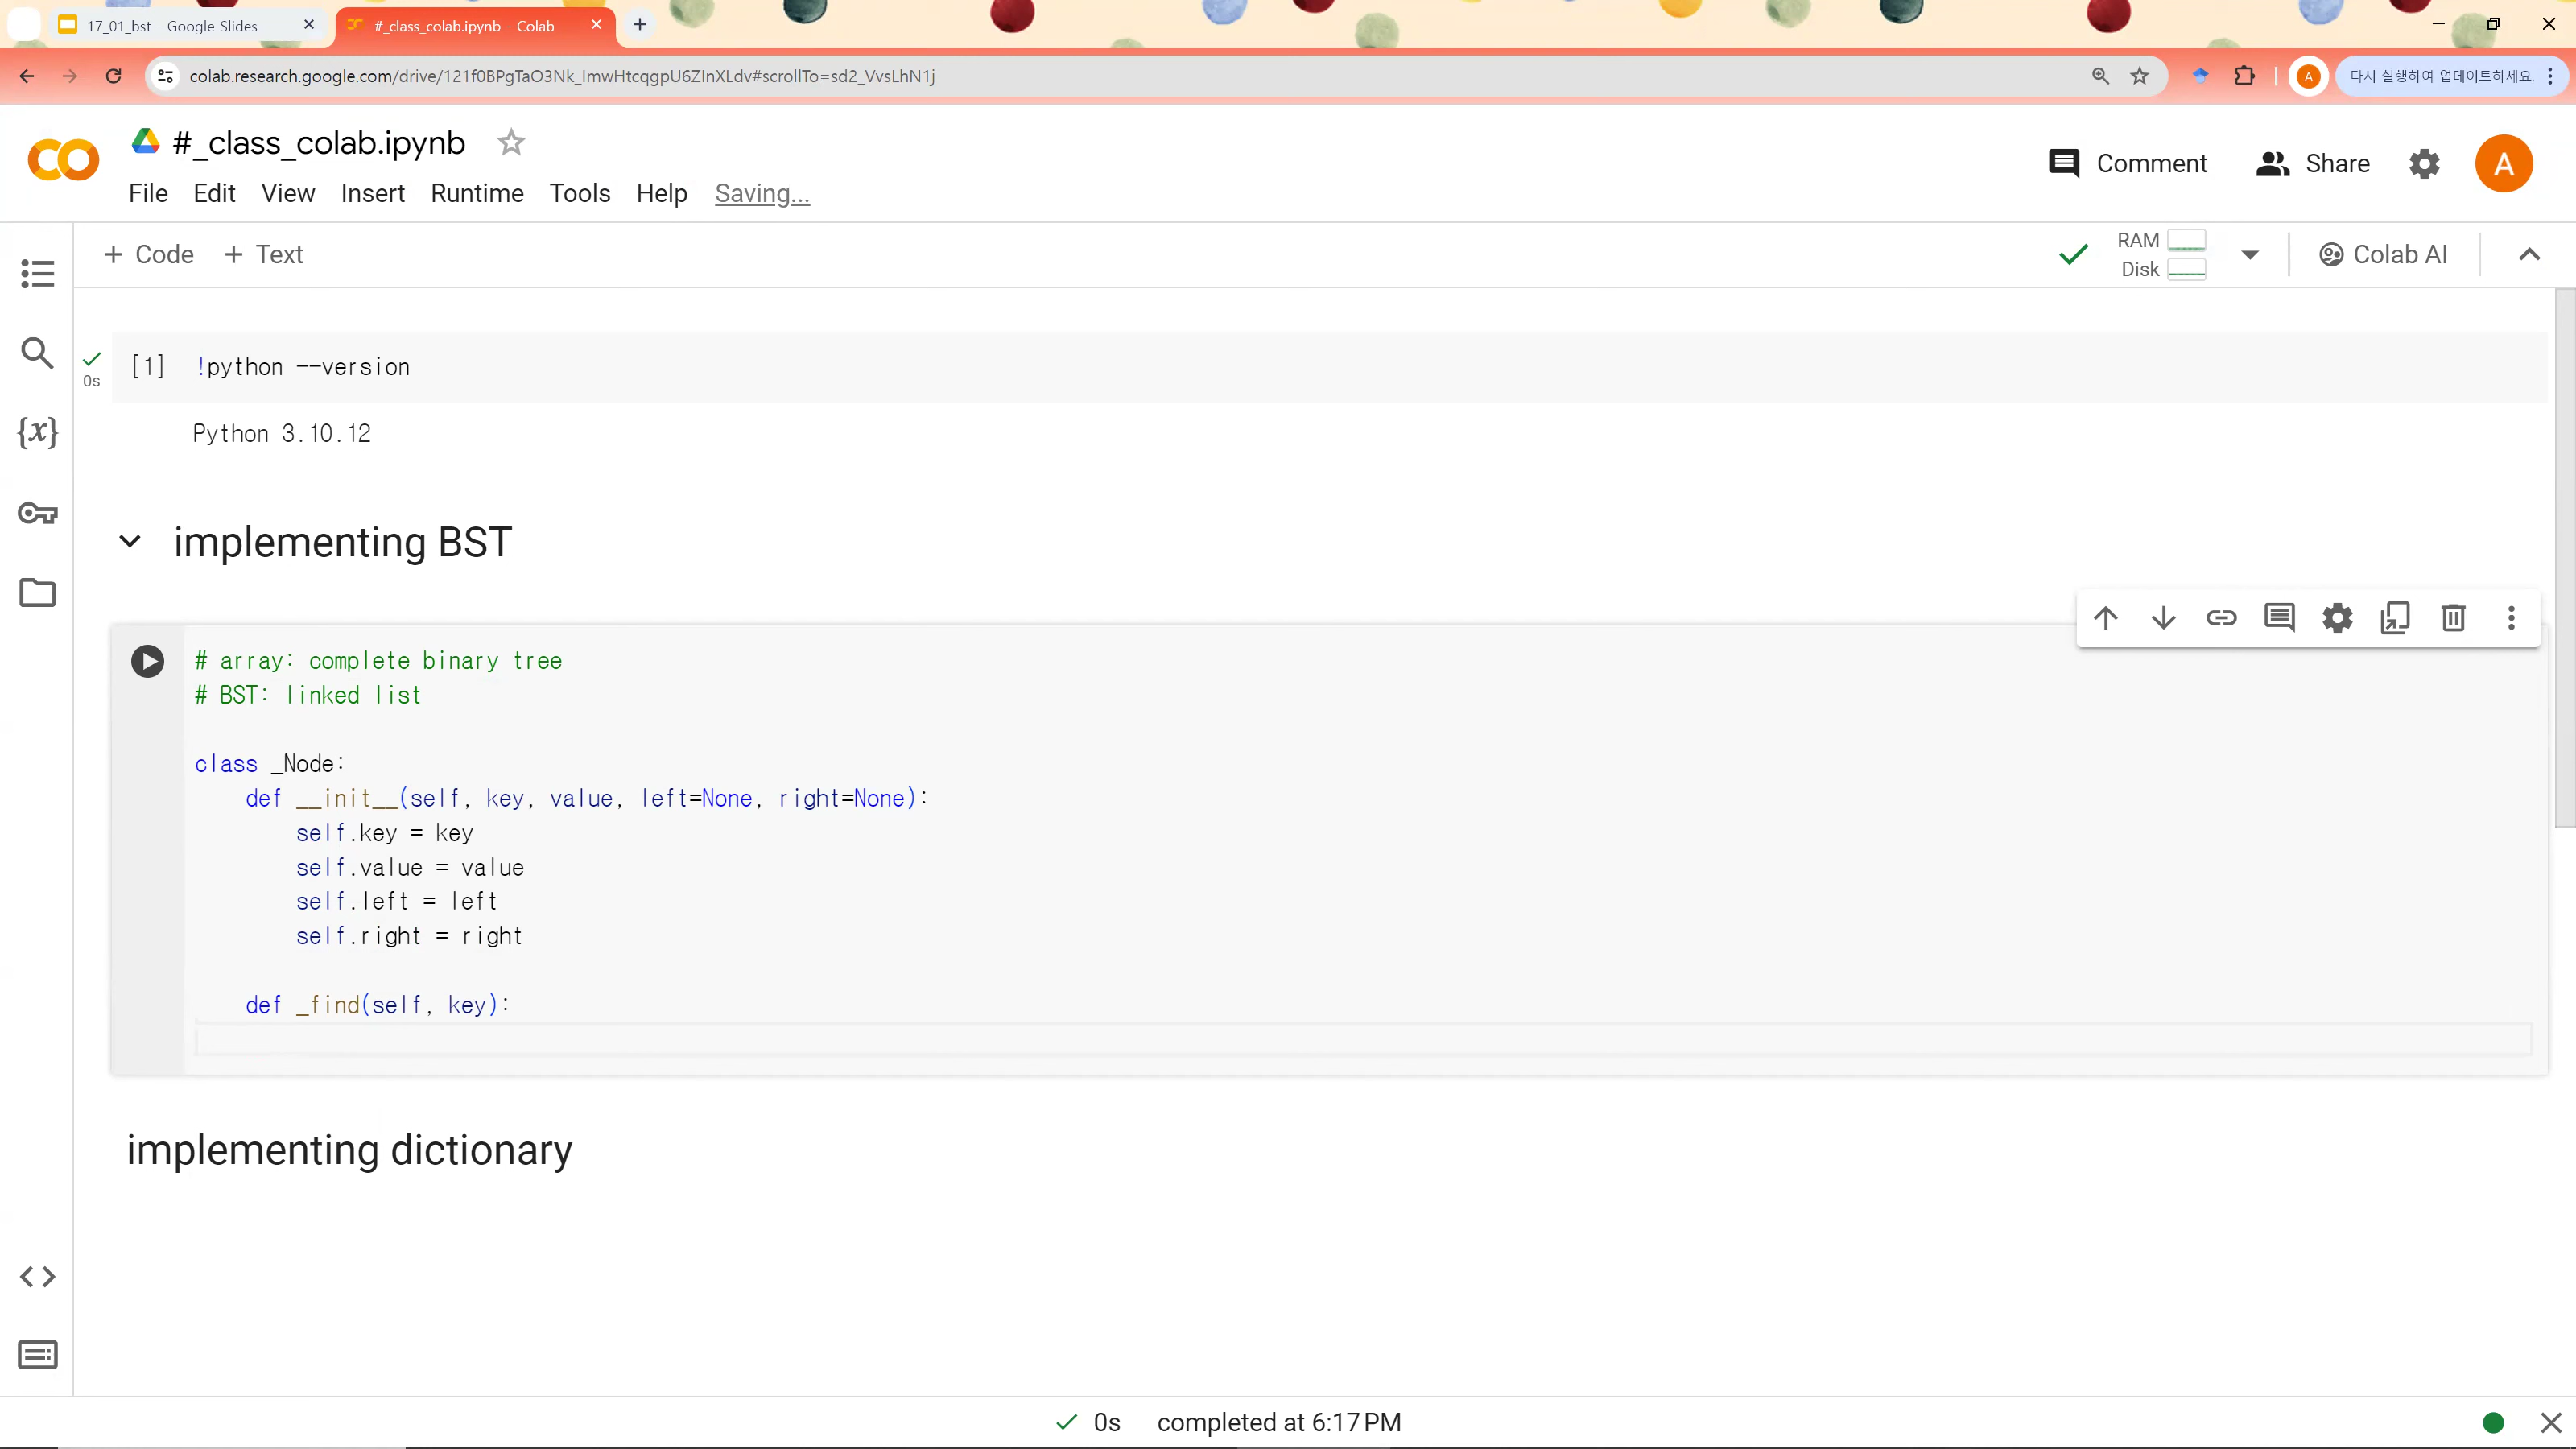 17_01_bst - Google Slides
#_class_colab.ipynb - Colab
colab.research.google.com/drive/121f0BPgTaO3Nk_ImwHtcqgpU6ZInXLdv#scrollTo=sd2_VvsLhN1j
A
다시 실행하여 업데이트하세요.
#_class_colab.ipynb
Comment
Share
A
File Edit View Insert Runtime Tools Help Saving...
+ Code + Text
RAM
Disk
Colab AI
[1] !python --version
0s
Python 3.10.12
{x}
implementing BST
# array: complete binary tree
# BST: linked list
class _Node:
    def __init__(self, key, value, left=None, right=None):
        self.key = key
        self.value = value
        self.left = left
        self.right = right
    def _find(self, key):
implementing dictionary
0s completed at 6:17 PM